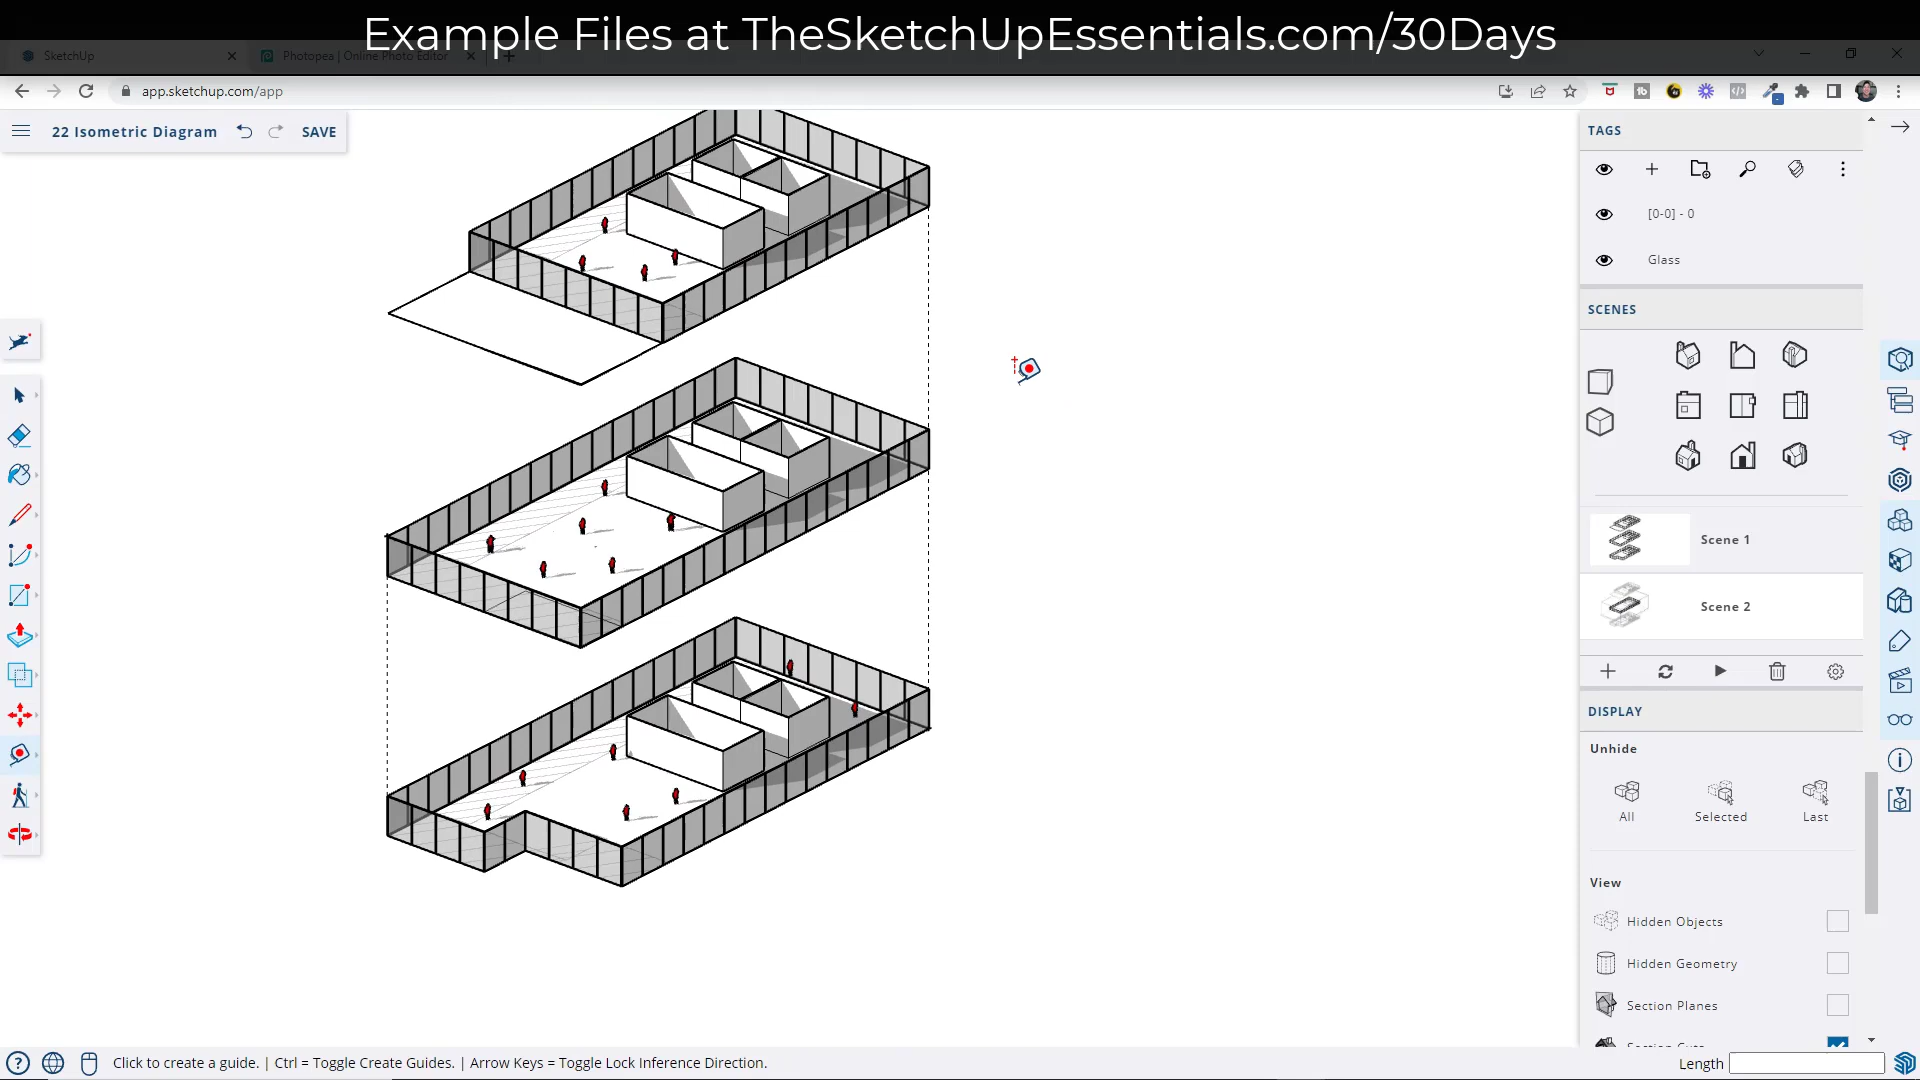 Example Files at TheSketchUpEssentials.com/30Days
SketchUp
Photopea | Online Photo Editor
app.sketchup.com/app
22 Isometric Diagram
SAVE
TAGS
[0-0] - 0
Glass
SCENES
Scene 1
Scene 2
DISPLAY
Unhide
All
Selected
Last
View
Hidden Objects
Hidden Geometry
Section Planes
Section Cuts
Click to create a guide. | Ctrl = Toggle Create Guides. | Arrow Keys = Toggle Lock Inference Direction.
Length